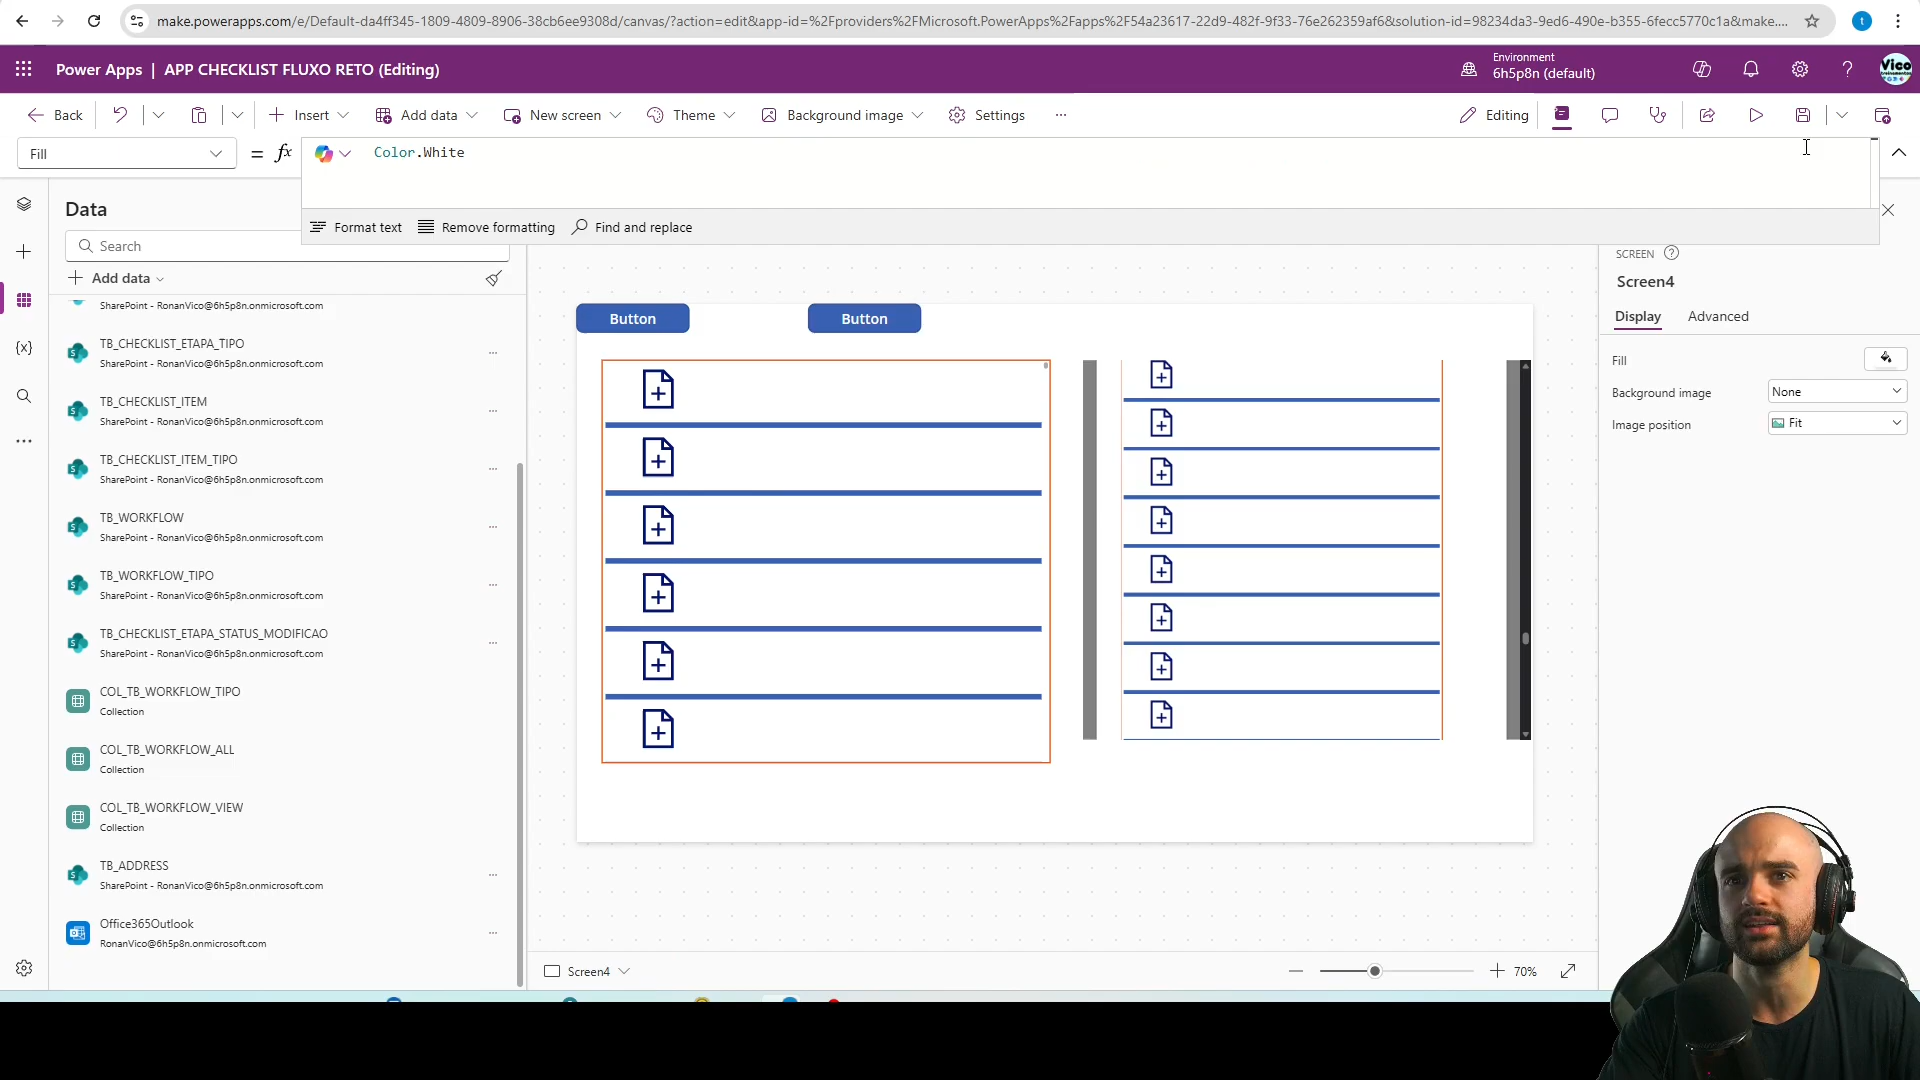 make.powerapps.com/e/Default-da4ff345-1809-4809-8906-38cb6ee9308d/canvas/?action=edit&app-id=%2Fproviders%2FMicrosoft.PowerApps%2Fapps%2F54a23617-22d9-482f-9f33-76e262359af6&solution-id=98234da3-9ed6-490e-b355-6fecc5770c1a&make....
t
Power Apps | APP CHECKLIST FLUXO RETO (Editing)
Environment
6h5p8n (default)
Vico
Back
Insert
Add data
New screen
Theme
Background image
Settings
Editing
Fill
= fx
Color.White
Format text
Remove formatting
Find and replace
Data
Search
Add data
SharePoint - RonanVico@6h5p8n.onmicrosoft.com
TB_CHECKLIST_ETAPA_TIPO
SharePoint - RonanVico@6h5p8n.onmicrosoft.com
TB_CHECKLIST_ITEM
SharePoint - RonanVico@6h5p8n.onmicrosoft.com
TB_CHECKLIST_ITEM_TIPO
SharePoint - RonanVico@6h5p8n.onmicrosoft.com
TB_WORKFLOW
SharePoint - RonanVico@6h5p8n.onmicrosoft.com
TB_WORKFLOW_TIPO
SharePoint - RonanVico@6h5p8n.onmicrosoft.com
TB_CHECKLIST_ETAPA_STATUS_MODIFICAO
SharePoint - RonanVico@6h5p8n.onmicrosoft.com
COL_TB_WORKFLOW_TIPO
Collection
COL_TB_WORKFLOW_ALL
Collection
COL_TB_WORKFLOW_VIEW
Collection
TB_ADDRESS
SharePoint - RonanVico@6h5p8n.onmicrosoft.com
Office365Outlook
RonanVico@6h5p8n.onmicrosoft.com
Button
Button
Screen4
70%
SCREEN
Screen4
Display
Advanced
Fill
Background image
None
Image position
Fit